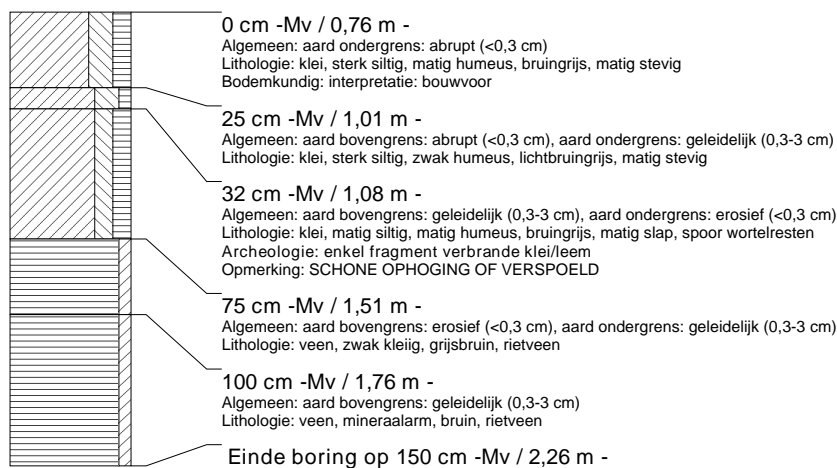 0 cm -Mv / 0,76 m -
Algemeen: aard ondergrens: abrupt (<0,3 cm)
Lithologie: klei, sterk siltig, matig humeus, bruingrijs, matig stevig
Bodemkundig: interpretatie: bouwvoor
25 cm -Mv / 1,01 m -
Algemeen: aard bovengrens: abrupt (<0,3 cm), aard ondergrens: geleidelijk (0,3-3 cm)
Lithologie: klei, sterk siltig, zwak humeus, lichtbruingrijs, matig stevig
32 cm -Mv / 1,08 m -
Algemeen: aard bovengrens: geleidelijk (0,3-3 cm), aard ondergrens: erosief (<0,3 cm)
Lithologie: klei, matig siltig, matig humeus, bruingrijs, matig slap, spoor wortelresten
Archeologie: enkel fragment verbrande klei/leem
Opmerking: SCHONE OPHOGING OF VERSPOELD
75 cm -Mv / 1,51 m -
Algemeen: aard bovengrens: erosief (<0,3 cm), aard ondergrens: geleidelijk (0,3-3 cm)
Lithologie: veen, zwak kleiig, grijsbruin, rietveen
100 cm -Mv / 1,76 m -
Algemeen: aard bovengrens: geleidelijk (0,3-3 cm)
Lithologie: veen, mineraalarm, bruin, rietveen
Einde boring op 150 cm -Mv / 2,26 m -